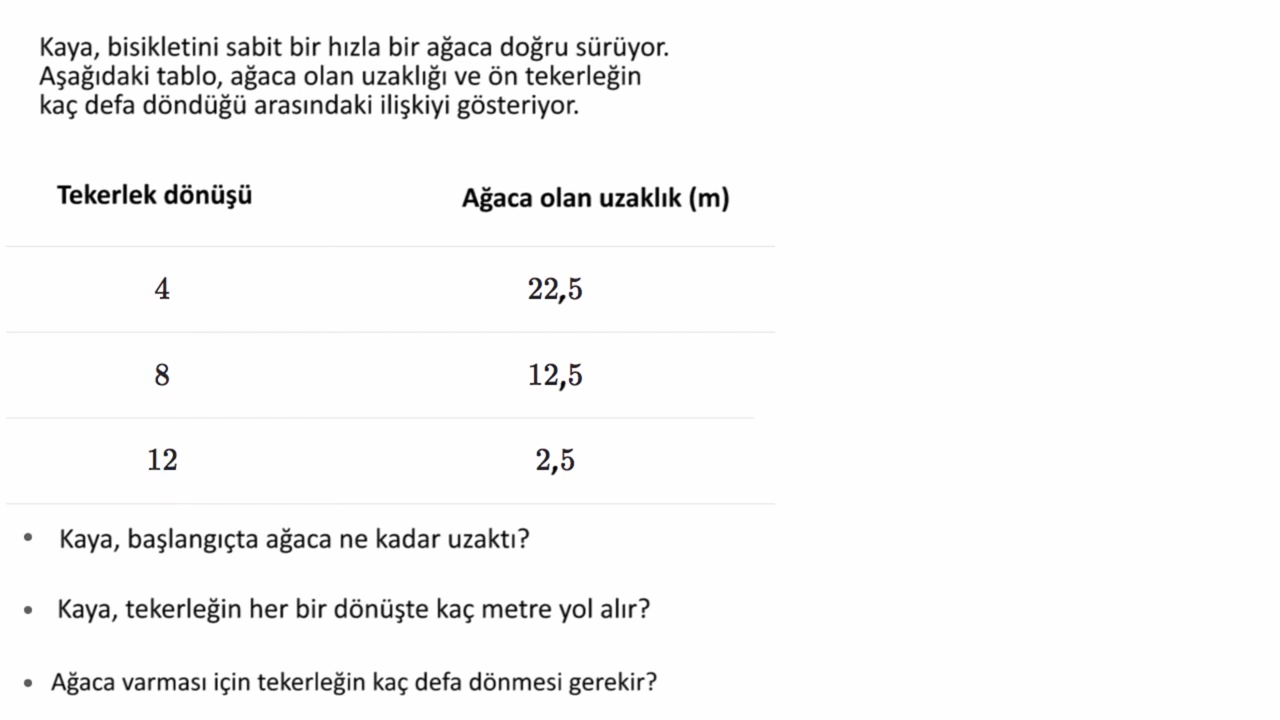 Kaya, bisikletini sabit bir hızla bir ağaca doğru sürüyor.
Aşağıdaki tablo, ağaca olan uzaklığı ve ön tekerleğin
kaç defa döndüğü arasındaki ilişkiyi gösteriyor.
Tekerlek dönüşü Ağaca olan uzaklık (m)
4 22,5
8 12,5
12 2,5
• Kaya, başlangıçta ağaca ne kadar uzaktı?
• Kaya, tekerleğin her bir dönüşte kaç metre yol alır?
• Ağaca varması için tekerleğin kaç defa dönmesi gerekir?